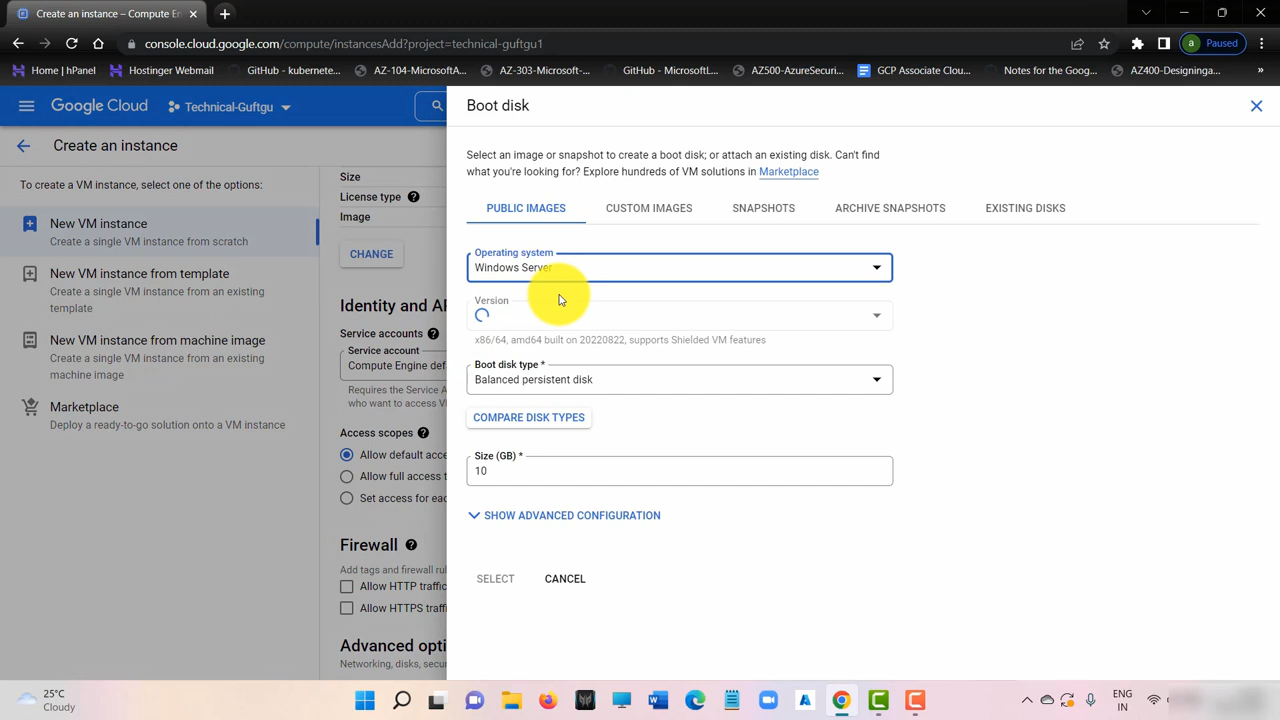 Create an instance – Compute En
console.cloud.google.com/compute/instancesAdd?project=technical-guftgu1
a Paused
Home | hPanel
Hostinger Webmail
GitHub - kubernete...
AZ-104-MicrosoftA...
AZ-303-Microsoft-...
GitHub - MicrosoftL...
AZ500-AzureSecuri...
GCP Associate Clou...
Notes for the Goog...
AZ400-Designinga...
»
Google Cloud
Technical-Guftgu
Create an instance
To create a VM instance, select one of the options:
New VM instance
Create a single VM instance from scratch
New VM instance from template
Create a single VM instance from an existing
template
New VM instance from machine image
Create a single VM instance from an existing
machine image
Marketplace
Deploy a ready-to-go solution onto a VM instance
Size
License type
Image
CHANGE
Identity and AP
Service accounts
Service account
Compute Engine def
Requires the Service A
who want to access VM
Access scopes
Allow default acce
Allow full access t
Set access for eac
Firewall
Add tags and firewall rul
Allow HTTP traffic
Allow HTTPS traffi
Advanced opti
Networking, disks, secur
Boot disk
Select an image or snapshot to create a boot disk; or attach an existing disk. Can't find
what you're looking for? Explore hundreds of VM solutions in Marketplace
PUBLIC IMAGES
CUSTOM IMAGES
SNAPSHOTS
ARCHIVE SNAPSHOTS
EXISTING DISKS
Operating system
Windows Server
Version
x86/64, amd64 built on 20220822, supports Shielded VM features
Boot disk type *
Balanced persistent disk
COMPARE DISK TYPES
Size (GB) *
10
SHOW ADVANCED CONFIGURATION
SELECT
CANCEL
25°C
Cloudy
ENG
IN